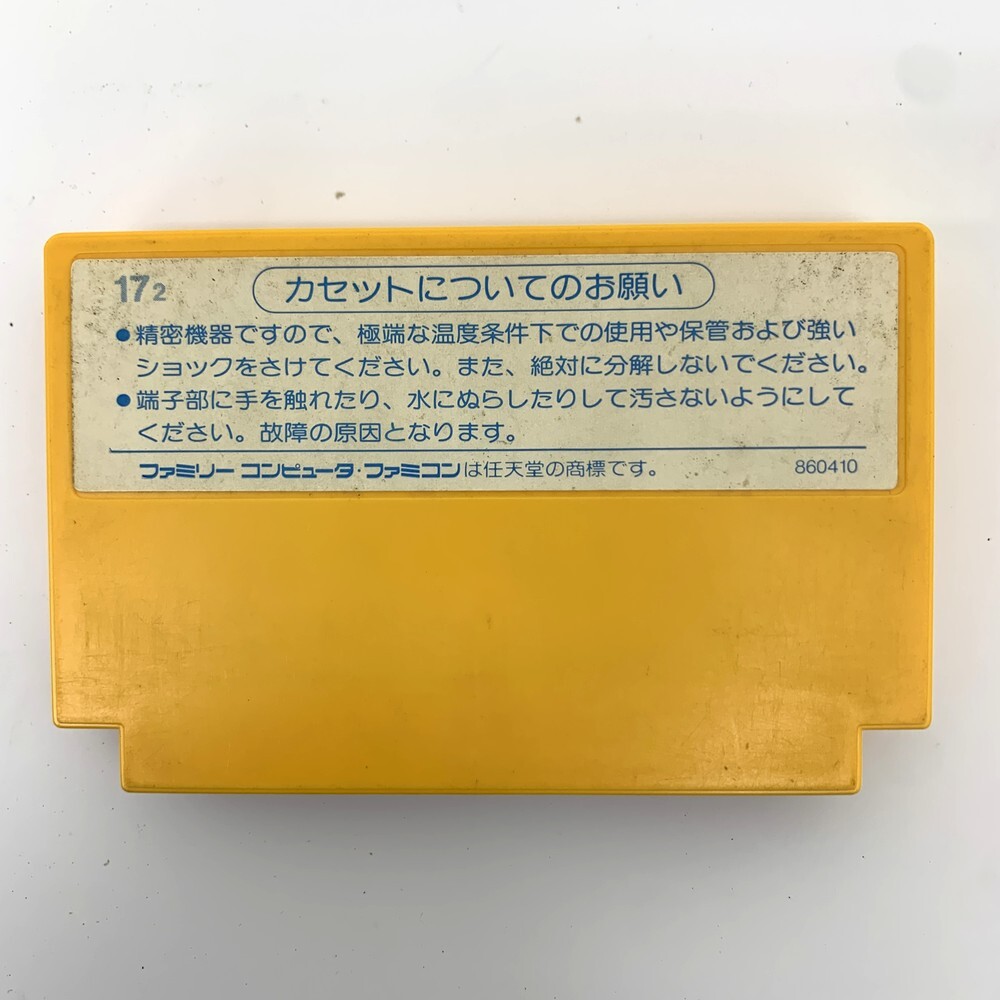 172
カセットについてのお願い
●精密機器ですので、極端な温度条件下での使用や保管および強い
ショックをさけてください。また、絶対に分解しないでください。
●端子部に手を触れたり、水にぬらしたりして汚さないようにして
ください。故障の原因となります。
ファミリー コンピュータ・ファミコンは任天堂の商標です。
860410